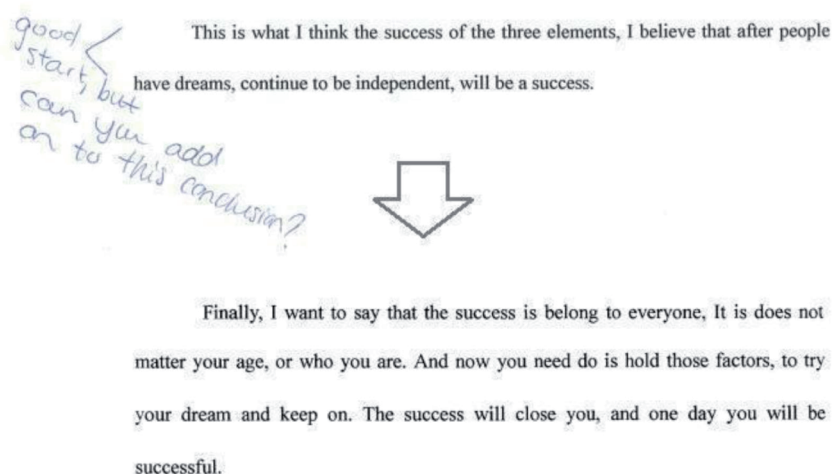 good
start, but
can you add
on to this conclusion?
This is what I think the success of the three elements, I believe that after people
have dreams, continue to be independent, will be a success.
Finally, I want to say that the success is belong to everyone, It is does not
matter your age, or who you are. And now you need do is hold those factors, to try
your dream and keep on. The success will close you, and one day you will be
successful.